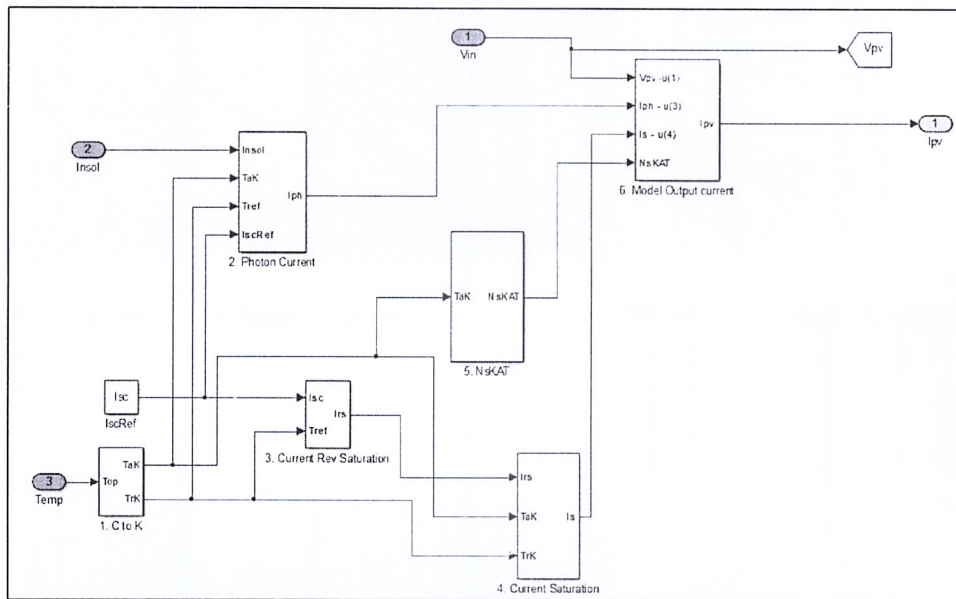 1
Vin
Vpv
Vpv -u(1)
Iph - u(3)
Is - u(4)
NsKAT
Ipv
6. Model Output current
1
Ipv
2
Insol
Insol
TaK
Tref
IscRef
Iph
2. Photon Current
TaK
NsKAT
5. NsKAT
Isc
IscRef
Isc
Tref
Irs
3. Current Rev Saturation
3
Temp
Top
TaK
TrK
1. C to K
Irs
TaK
TrK
Is
4. Current Saturation